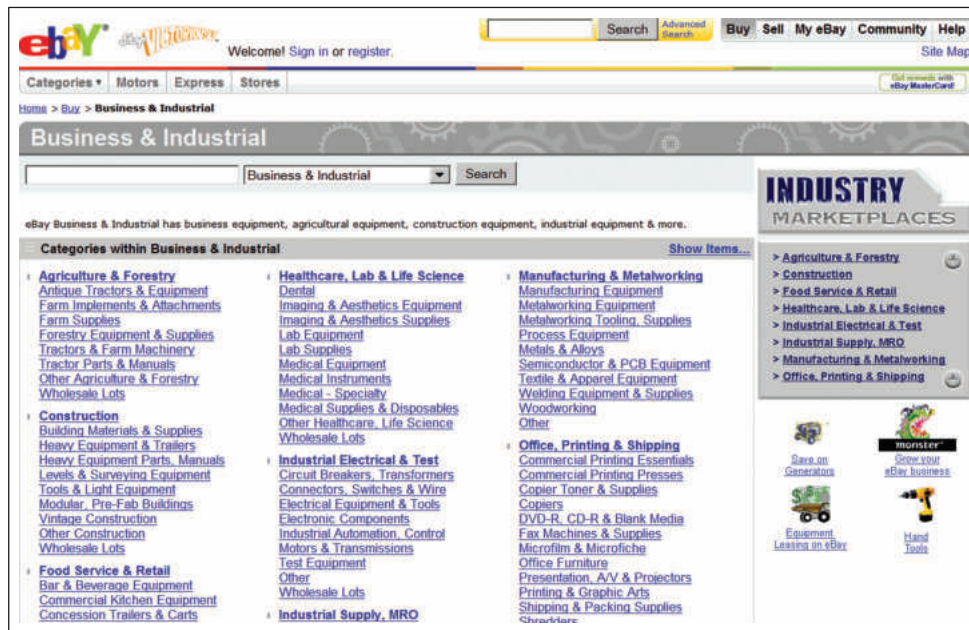 ebaY
Welcome! Sign in or register.
Search
Advanced Search
Buy Sell My eBay Community Help
Site Map
Categories Motors Express Stores
Got rewards with
eBay MasterCard!
Home > Buy > Business & Industrial
Business & Industrial
Business & Industrial Search
eBay Business & Industrial has business equipment, agricultural equipment, construction equipment, industrial equipment & more.
Categories within Business & Industrial
Show Items...
Agriculture & Forestry
Antique Tractors & Equipment
Farm Implements & Attachments
Farm Supplies
Forestry Equipment & Supplies
Tractors & Farm Machinery
Tractor Parts & Manuals
Other Agriculture & Forestry
Wholesale Lots
Construction
Building Materials & Supplies
Heavy Equipment & Trailers
Heavy Equipment Parts, Manuals
Levels & Surveying Equipment
Tools & Light Equipment
Modular, Pre-Fab Buildings
Vintage Construction
Other Construction
Wholesale Lots
Food Service & Retail
Bar & Beverage Equipment
Commercial Kitchen Equipment
Concession Trailers & Carts
Healthcare, Lab & Life Science
Dental
Imaging & Aesthetics Equipment
Imaging & Aesthetics Supplies
Lab Equipment
Lab Supplies
Medical Equipment
Medical Instruments
Medical - Specialty
Medical Supplies & Disposables
Other Healthcare, Life Science
Wholesale Lots
Industrial Electrical & Test
Circuit Breakers, Transformers
Connectors, Switches & Wire
Electrical Equipment & Tools
Electronic Components
Industrial Automation, Control
Motors & Transmissions
Test Equipment
Other
Wholesale Lots
Industrial Supply, MRO
Manufacturing & Metalworking
Manufacturing Equipment
Metalworking Equipment
Metalworking Tooling, Supplies
Process Equipment
Metals & Alloys
Semiconductor & PCB Equipment
Textile & Apparel Equipment
Welding Equipment & Supplies
Woodworking
Other
Office, Printing & Shipping
Commercial Printing Essentials
Commercial Printing Presses
Copier Toner & Supplies
Copiers
DVD-R, CD-R & Blank Media
Fax Machines & Supplies
Microfilm & Microfiche
Office Furniture
Presentation, A/V & Projectors
Printing & Graphic Arts
Shipping & Packing Supplies
Shredders
INDUSTRY
MARKETPLACES
> Agriculture & Forestry
> Construction
> Food Service & Retail
> Healthcare, Lab & Life Science
> Industrial Electrical & Test
> Industrial Supply, MRO
> Manufacturing & Metalworking
> Office, Printing & Shipping
Save on
Generators
monster
Grow your
eBay business
Equipment
Leasing on eBay
Hand
Tools